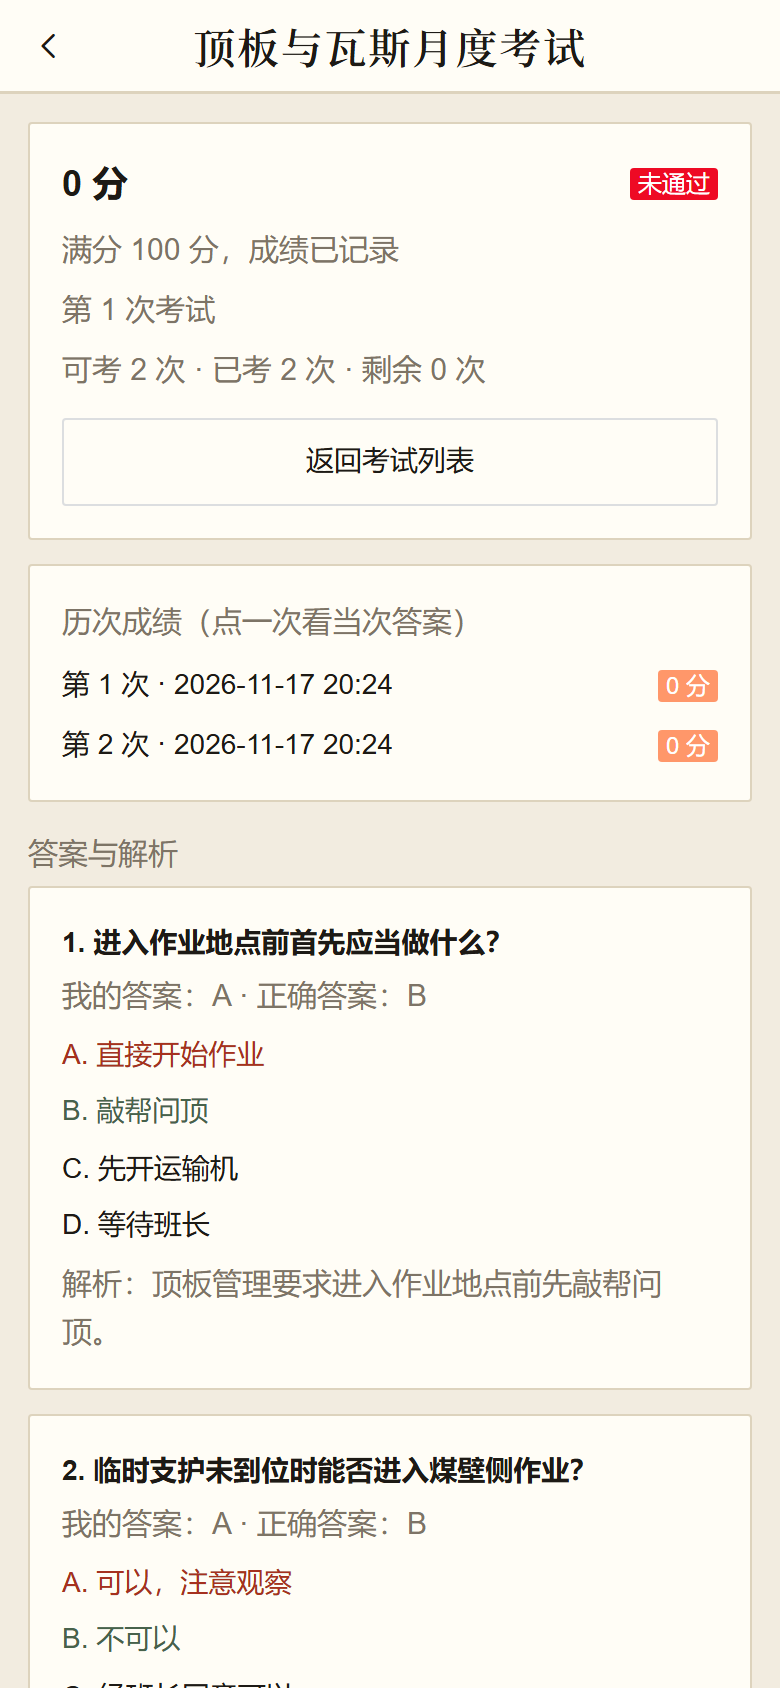 顶板与瓦斯月度考试
0 分
未通过
满分 100 分，成绩已记录
第 1 次考试
可考 2 次 · 已考 2 次 · 剩余 0 次
返回考试列表
历次成绩（点一次看当次答案）
第 1 次 · 2026-11-17 20:24
0 分
第 2 次 · 2026-11-17 20:24
0 分
答案与解析
1. 进入作业地点前首先应当做什么？
我的答案：A · 正确答案：B
A. 直接开始作业
B. 敲帮问顶
C. 先开运输机
D. 等待班长
解析：顶板管理要求进入作业地点前先敲帮问
顶。
2. 临时支护未到位时能否进入煤壁侧作业？
我的答案：A · 正确答案：B
A. 可以，注意观察
B. 不可以